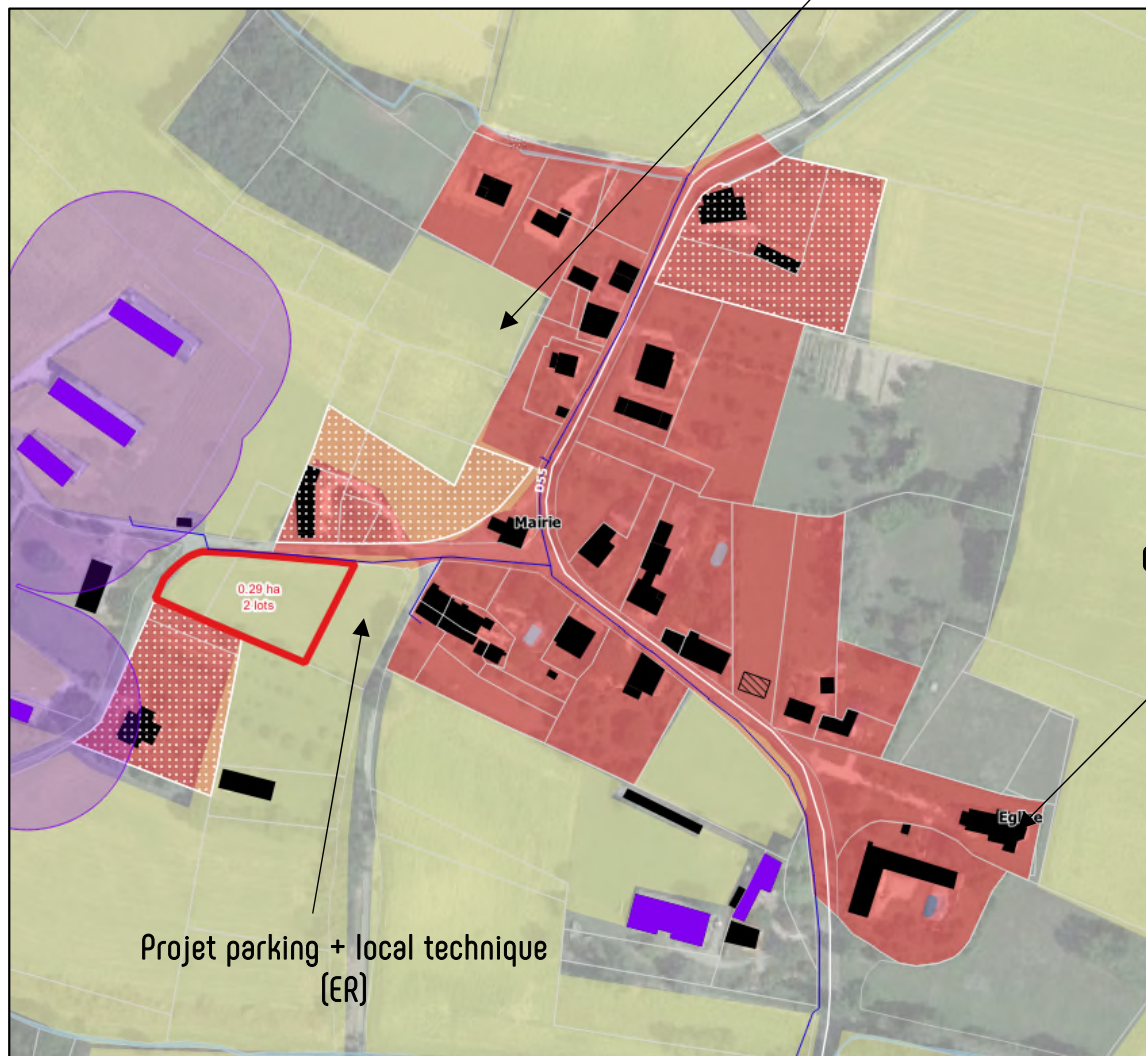 D55
Mairie
0.29 ha
2 lots
Eglise
Projet parking + local technique
(ER)